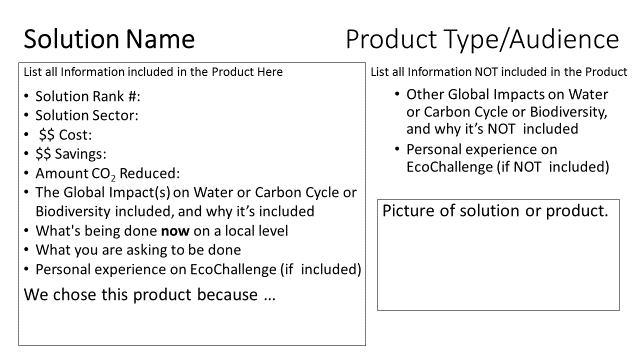 Solution Name
Product Type/Audience
List all Information included in the Product Here
• Solution Rank #:
• Solution Sector:
• $$ Cost:
• $$ Savings:
• Amount CO₂ Reduced:
• The Global Impact(s) on Water or Carbon Cycle or
Biodiversity included, and why it's included
• What's being done now on a local level
• What you are asking to be done
• Personal experience on EcoChallenge (if included)
We chose this product because …
List all Information NOT included in the Product
• Other Global Impacts on Water
or Carbon Cycle or Biodiversity,
and why it's NOT included
• Personal experience on
EcoChallenge (if NOT included)
Picture of solution or product.